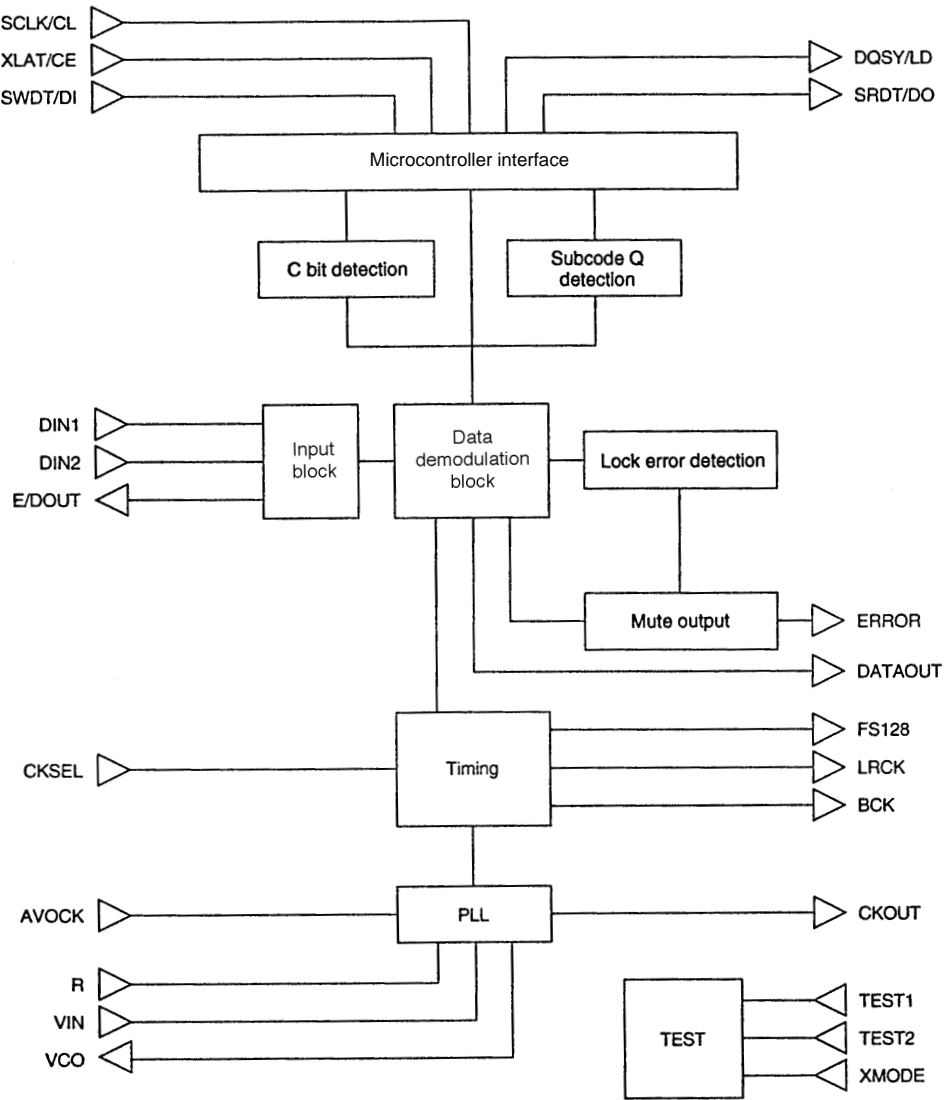 SCLK/CL
XLAT/CE
DQSY/LD
SWDT/DI
SRDT/DO
Microcontroller interface
C bit detection
Subcode Q
detection
DIN1
DIN2
E/DOUT
Input
block
Data
demodulation
block
Lock error detection
Mute output
ERROR
DATAOUT
FS128
CKSEL
Timing
LRCK
BCK
AVOCK
PLL
CKOUT
R
VIN
VCO
TEST
TEST1
TEST2
XMODE